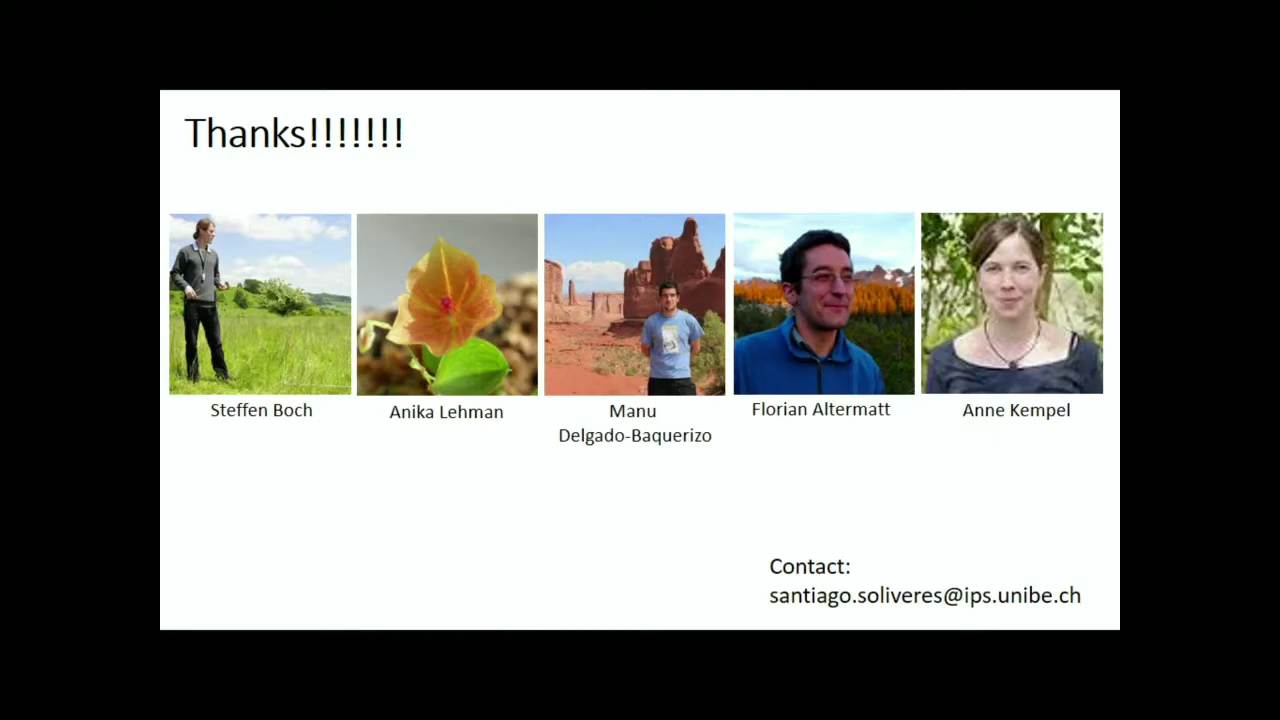 Thanks!!!!!!!
Steffen Boch
Anika Lehman
Manu
Delgado-Baquerizo
Florian Altermatt
Anne Kempel
Contact:
santiago.soliveres@ips.unibe.ch